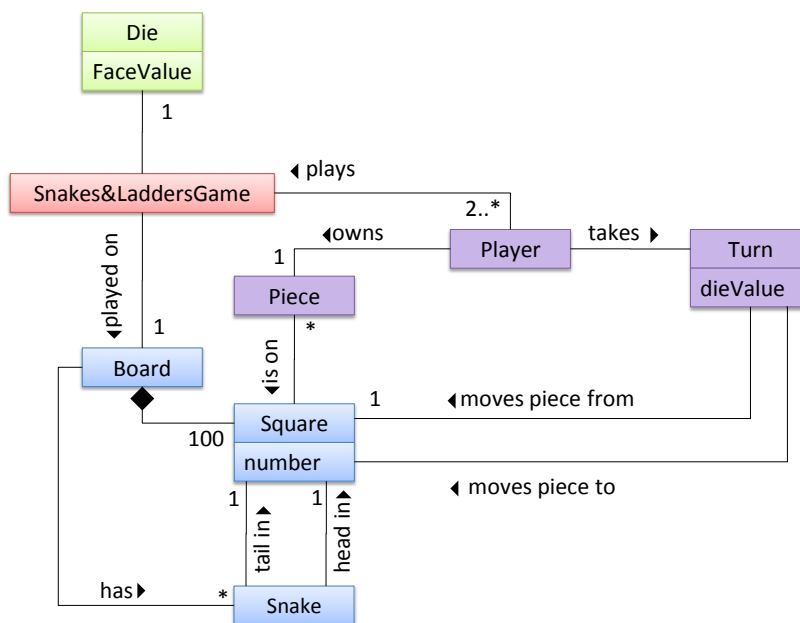 Die
FaceValue
1
◄ plays
Snakes&LaddersGame
2..*
◄owns
Player
takes ►
Turn
1
dieValue
◄played on
Piece
*
1
◄is on
Board
1
◄moves piece from
Square
100
number
◄ moves piece to
1
1
tail in►
head in►
has►
*
Snake